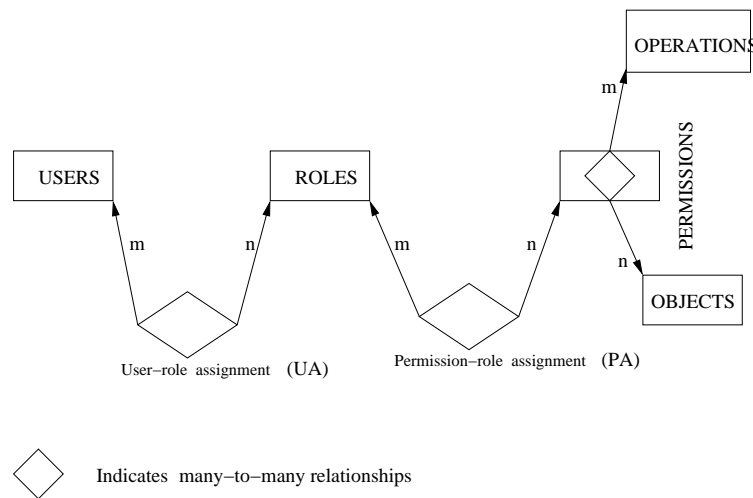 OPERATIONS
m
PERMISSIONS
USERS
ROLES
m
n
m
n
n
OBJECTS
User−role assignment (UA)
Permission−role assignment (PA)
Indicates many−to−many relationships